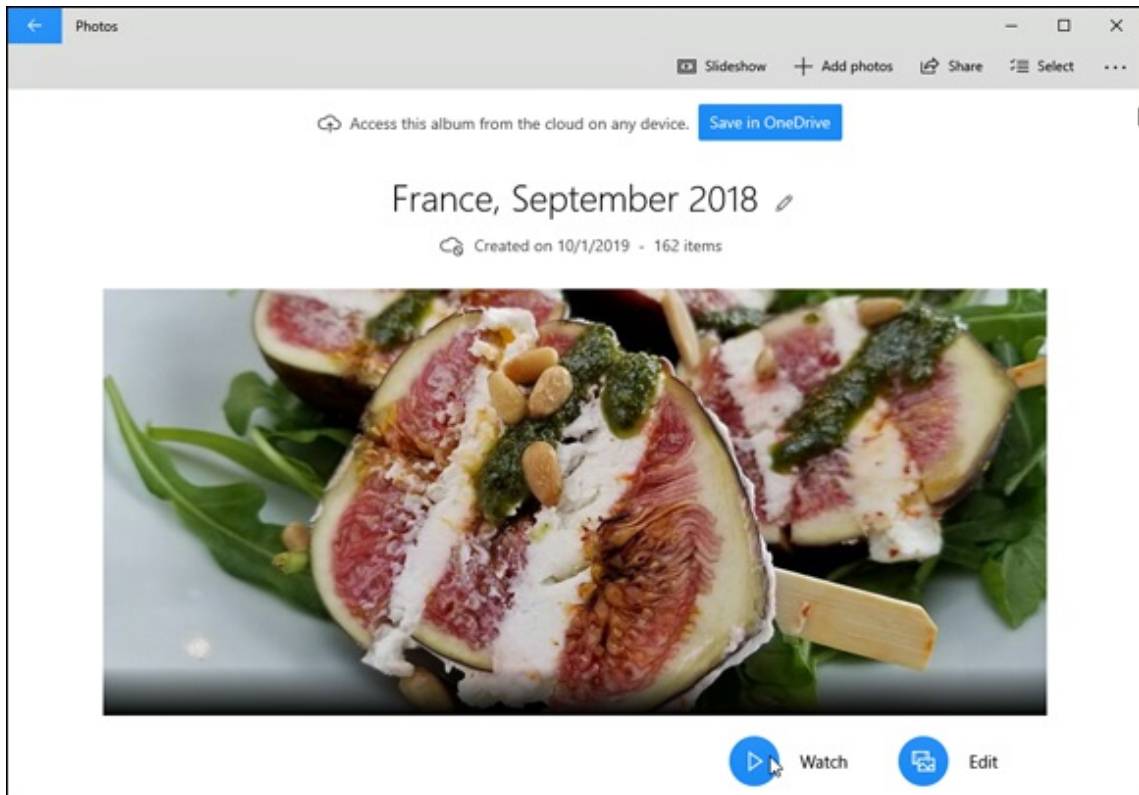 Photos
Slideshow Add photos Share Select
Access this album from the cloud on any device. Save in OneDrive
France, September 2018
Created on 10/1/2019 - 162 items
Watch Edit